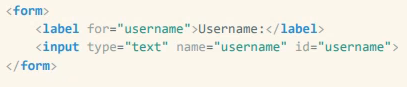 <form>
    <label for="username">Username:</label>
    <input type="text" name="username" id="username">
</form>